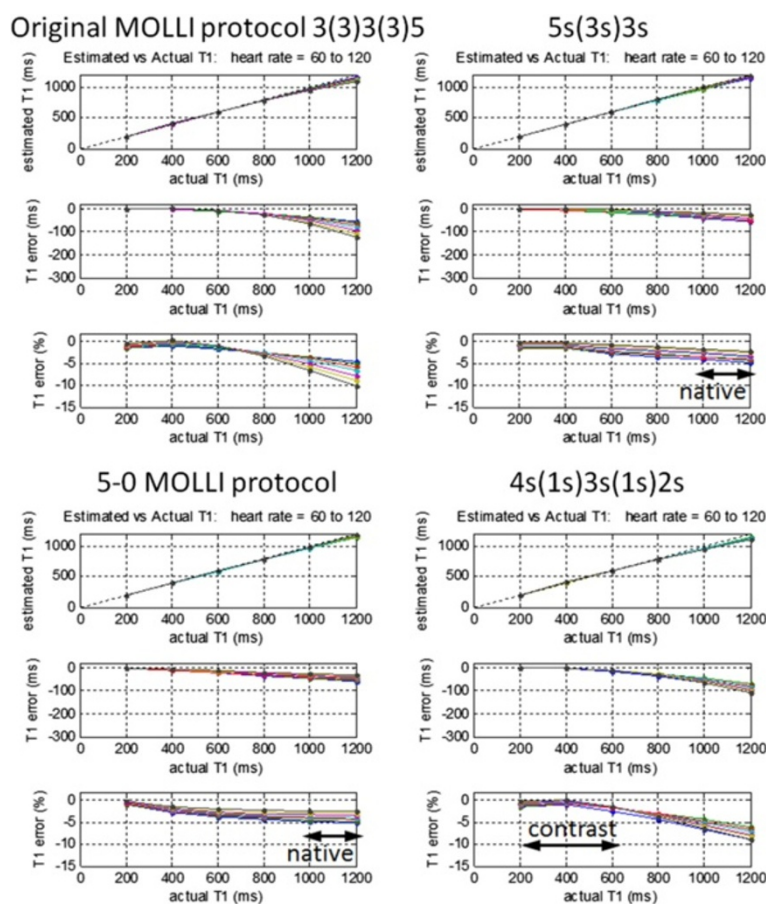 Original MOLLI protocol 3(3)3(3)5
Estimated vs Actual T1: heart rate = 60 to 120
estimated T1 (ms)
1000
500
0
0 200 400 600 800 1000 1200
actual T1 (ms)
T1 error (ms)
0
-100
-200
-300
0 200 400 600 800 1000 1200
actual T1 (ms)
T1 error (%)
0
-5
-10
-15
0 200 400 600 800 1000 1200
actual T1 (ms)
5s(3s)3s
Estimated vs Actual T1: heart rate = 60 to 120
estimated T1 (ms)
1000
500
0
0 200 400 600 800 1000 1200
actual T1 (ms)
T1 error (ms)
0
-100
-200
-300
0 200 400 600 800 1000 1200
actual T1 (ms)
T1 error (%)
0
-5
-10
-15
native
0 200 400 600 800 1000 1200
actual T1 (ms)
5-0 MOLLI protocol
Estimated vs Actual T1: heart rate = 60 to 120
estimated T1 (ms)
1000
500
0
0 200 400 600 800 1000 1200
actual T1 (ms)
T1 error (ms)
0
-100
-200
-300
0 200 400 600 800 1000 1200
actual T1 (ms)
T1 error (%)
0
-5
-10
-15
native
0 200 400 600 800 1000 1200
actual T1 (ms)
4s(1s)3s(1s)2s
Estimated vs Actual T1: heart rate = 60 to 120
estimated T1 (ms)
1000
500
0
0 200 400 600 800 1000 1200
actual T1 (ms)
T1 error (ms)
0
-100
-200
-300
0 200 400 600 800 1000 1200
actual T1 (ms)
T1 error (%)
0
-5
-10
-15
contrast
0 200 400 600 800 1000 1200
actual T1 (ms)